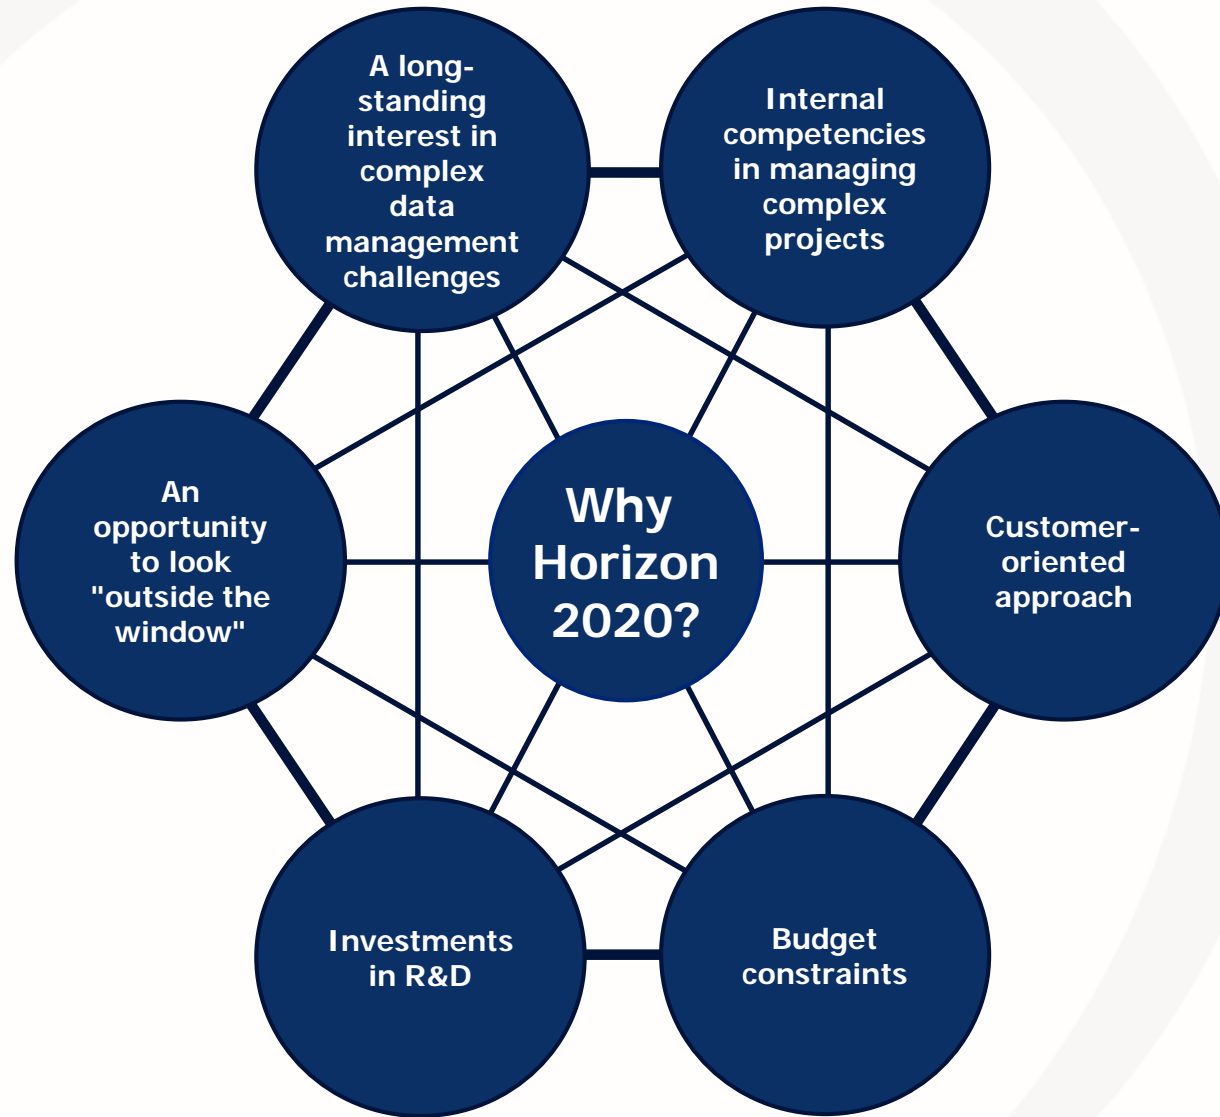 A long-
standing
interest in
complex
data
management
challenges
Internal
competencies
in managing
complex
projects
An
opportunity
to look
"outside the
window"
Why
Horizon
2020?
Customer-
oriented
approach
Investments
in R&D
Budget
constraints